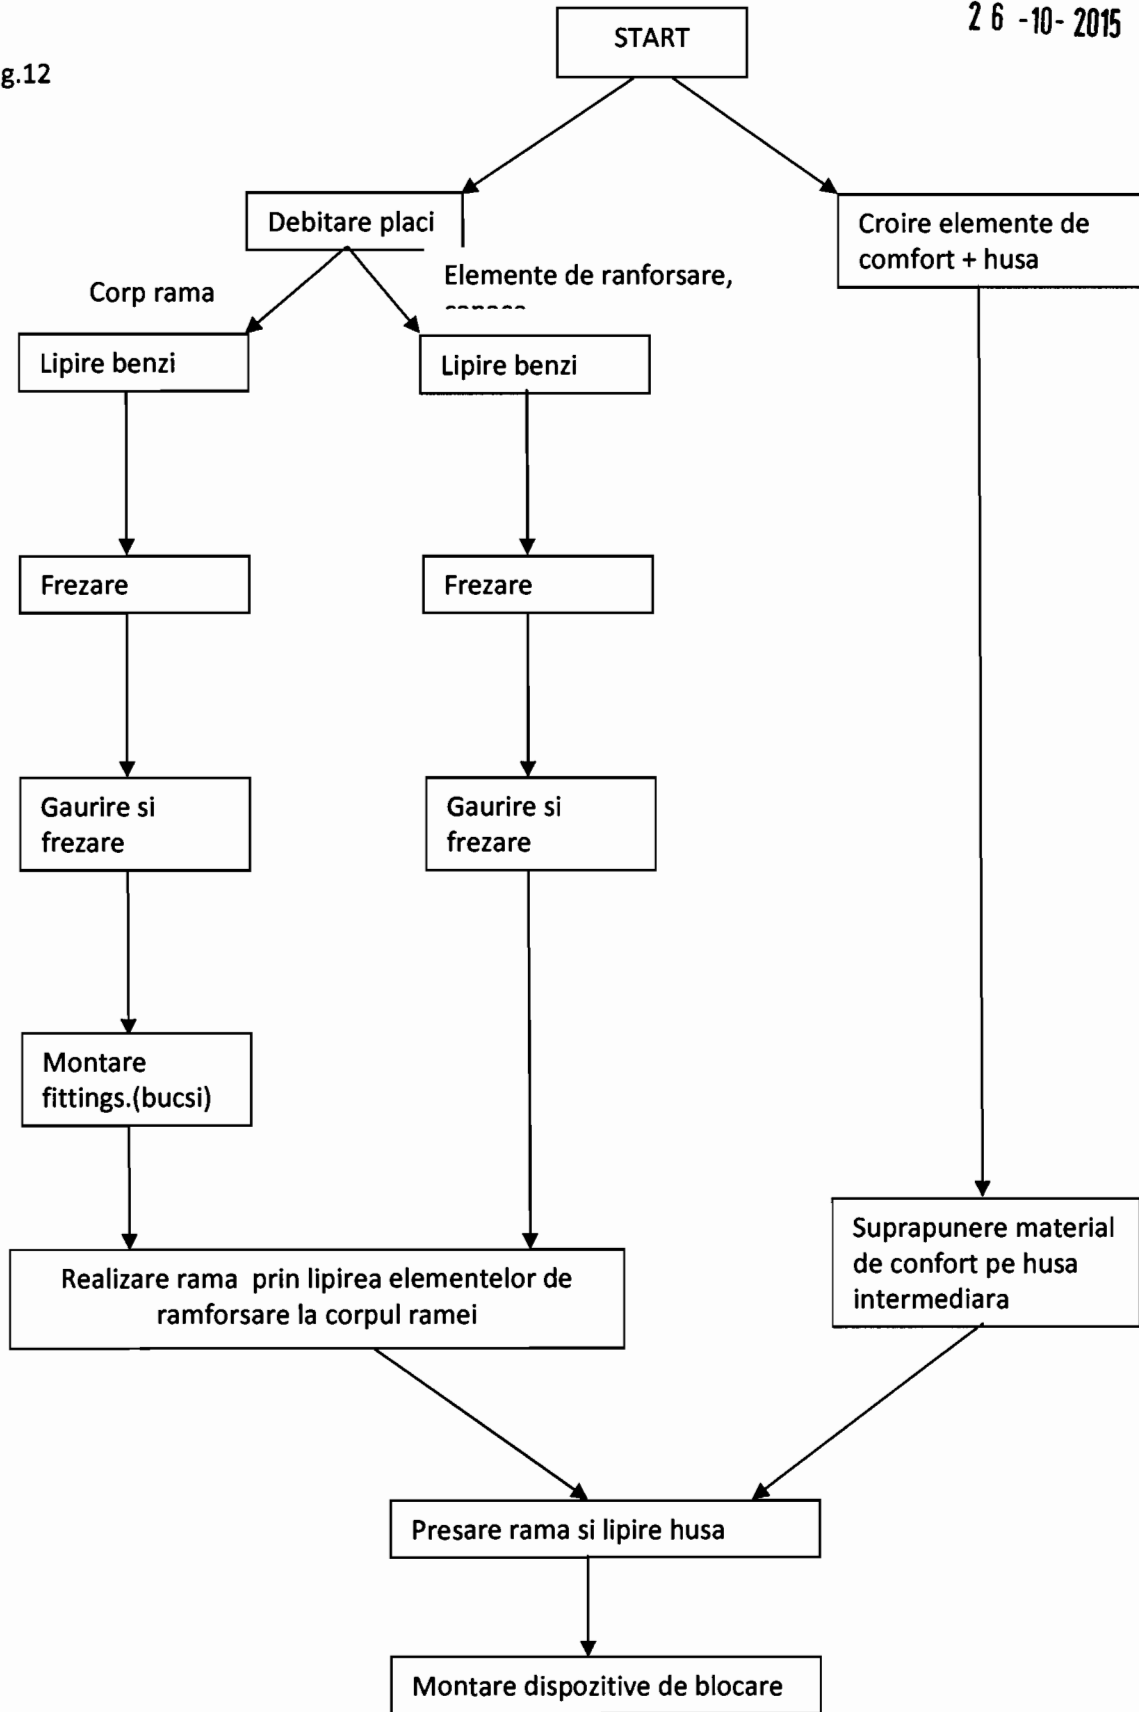 26-10-2015
g.12
START
Debitare placi
Croire elemente de
comfort + husa
Corp rama
Elemente de ranforsare,
Lipire benzi
Lipire benzi
Frezare
Frezare
Gaurire si
frezare
Gaurire si
frezare
Montare
fittings.(bucsi)
Realizare rama prin lipirea elementelor de
ramforsare la corpul ramei
Suprapunere material
de confort pe husa
intermediara
Presare rama si lipire husa
Montare dispozitive de blocare